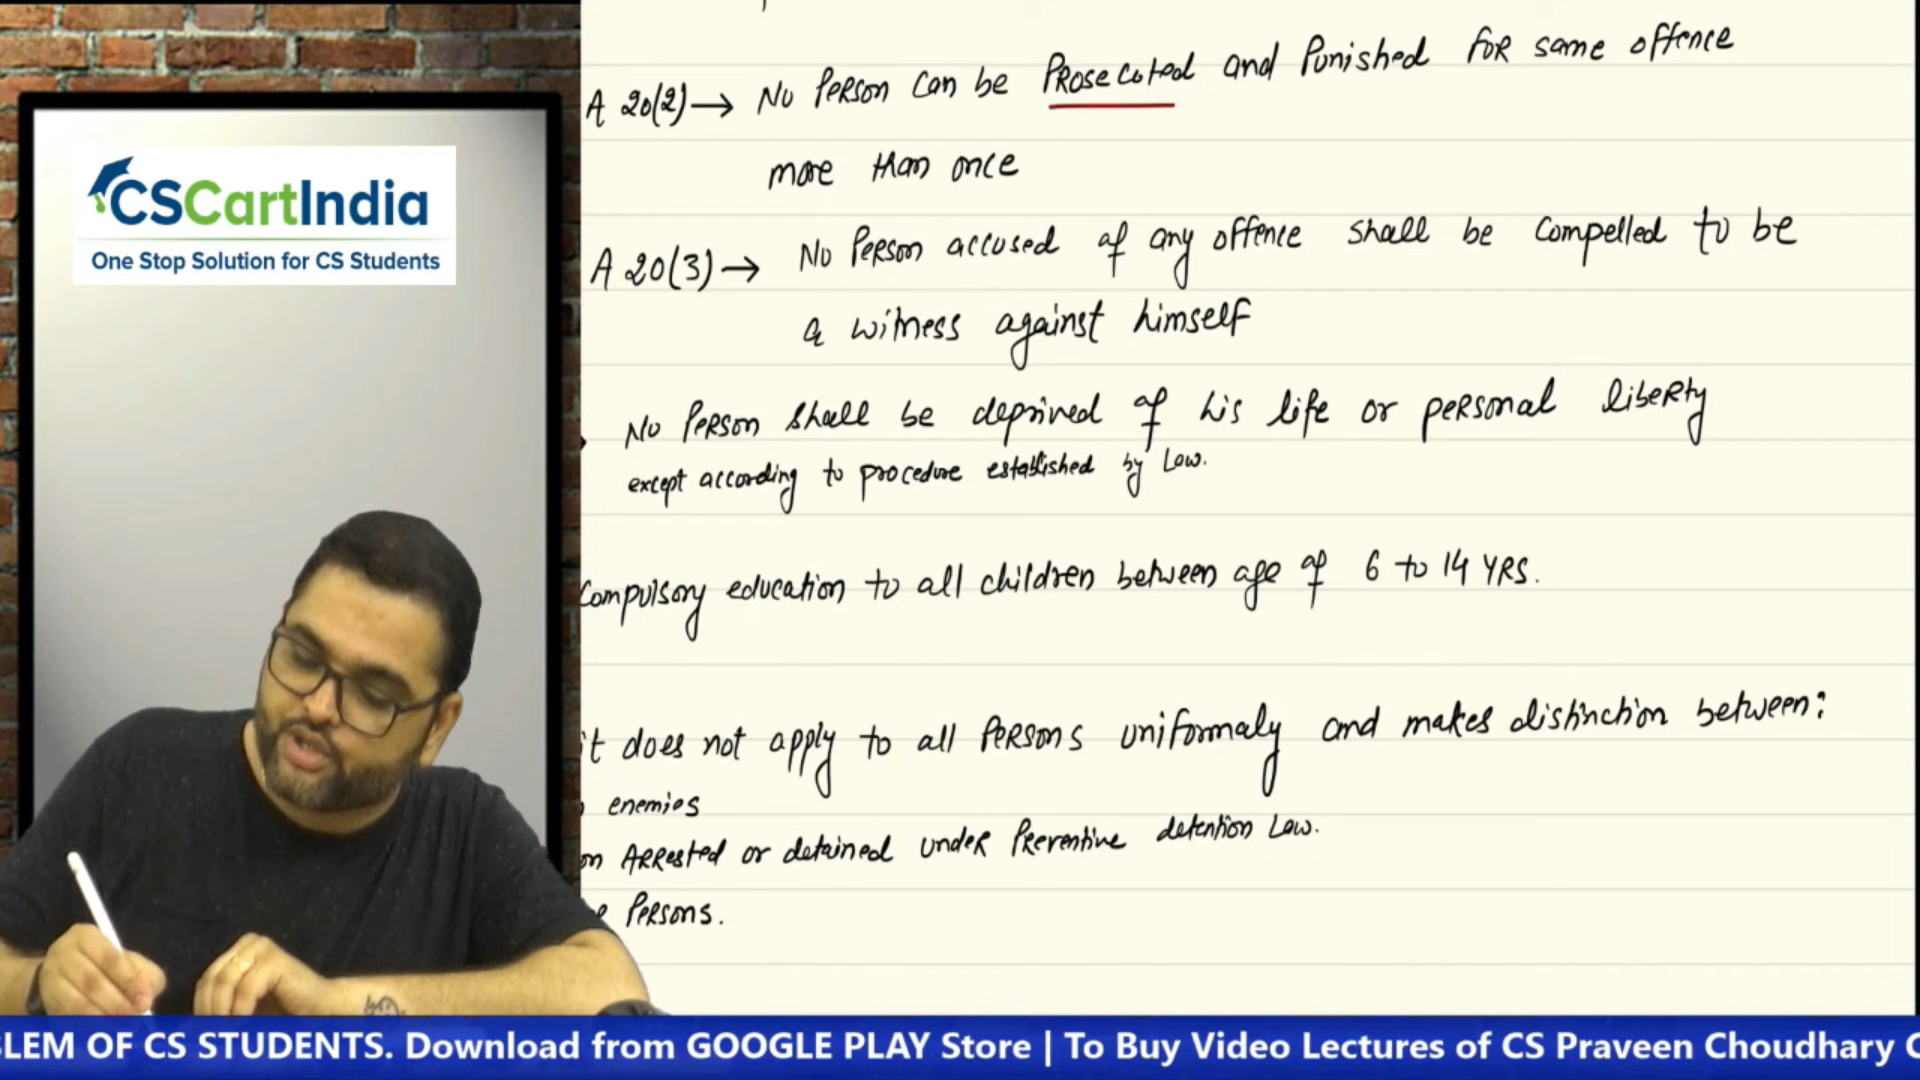 CSCartIndia
One Stop Solution for CS Students
A 20(2) → No Person can be Prosecuted and Punished for same offence
more than once
A 20(3) → No Person accused of any offence shall be compelled to be
a witness against himself
No Person shall be deprived of his life or personal liberty
except according to procedure established by Law.
Compulsory education to all children between age of 6 to 14 YRS.
it does not apply to all Persons uniformaly and makes distinction between:
enemies
on Arrested or detained under Preventive detention Law.
Persons.
LEM OF CS STUDENTS. Download from GOOGLE PLAY Store | To Buy Video Lectures of CS Praveen Choudhary C